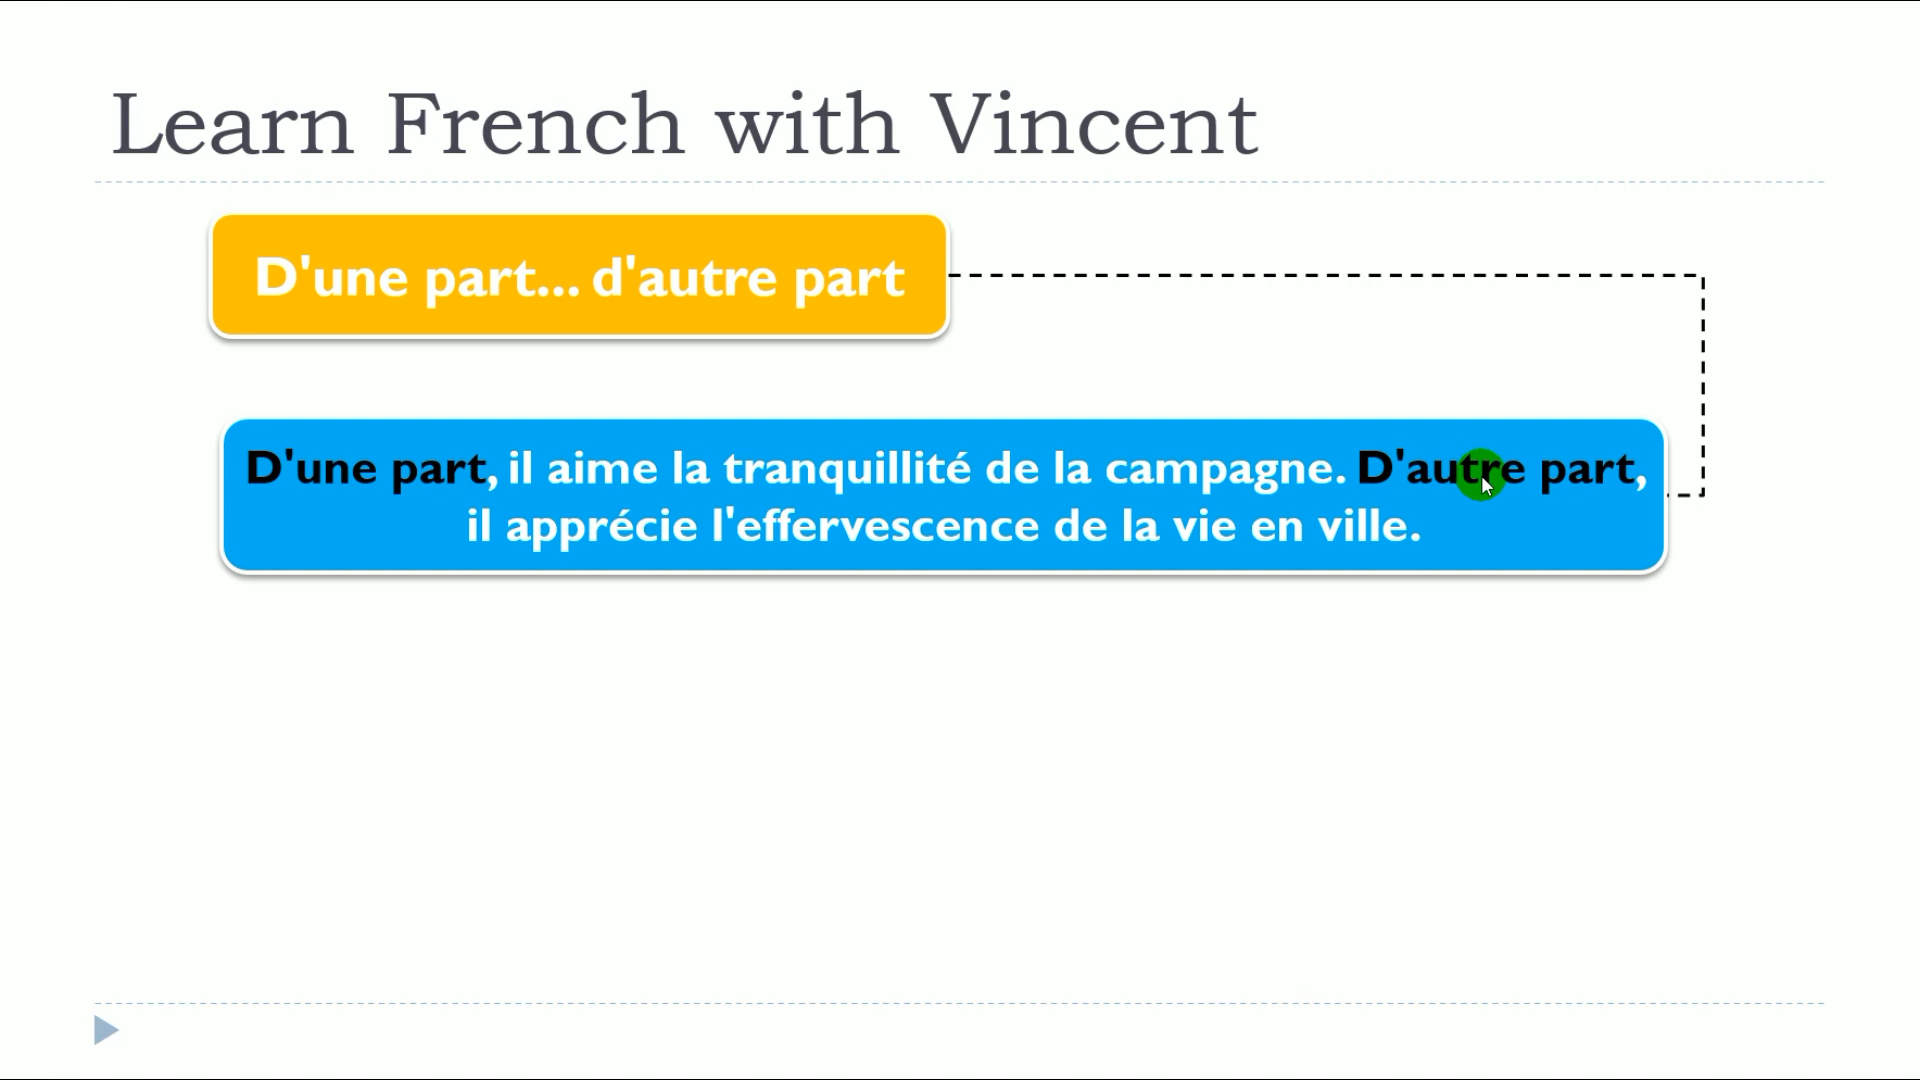 Learn French with Vincent
D'une part... d'autre part
D'une part, il aime la tranquillité de la campagne. D'autre part,
il apprécie l'effervescence de la vie en ville.